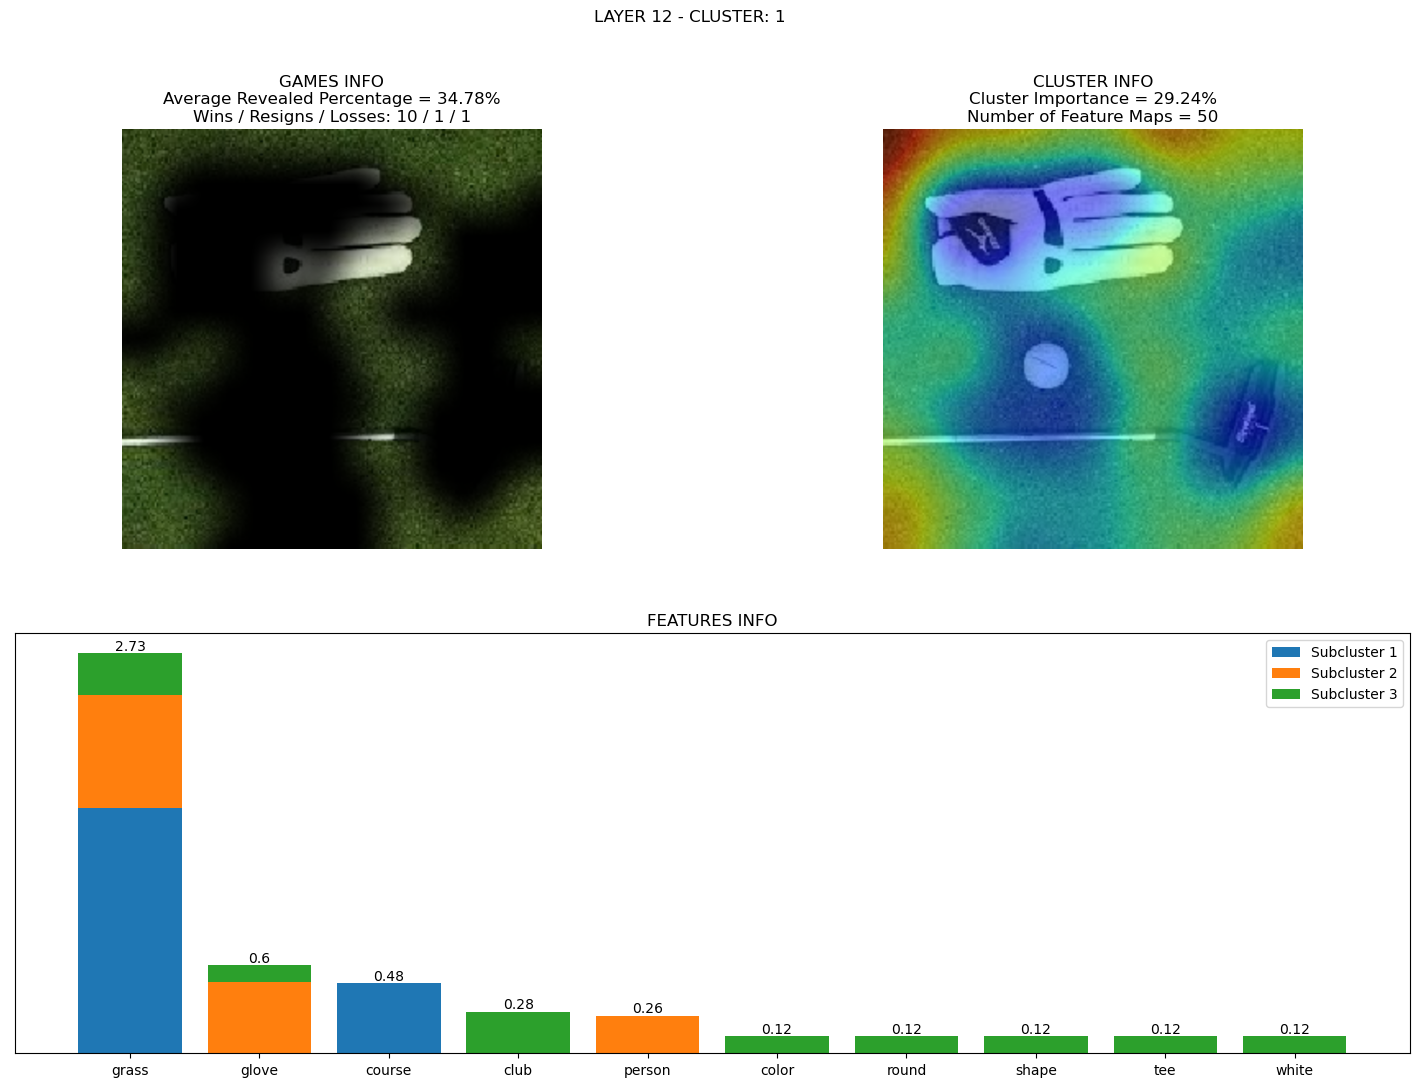 LAYER 12 - CLUSTER: 1
GAMES INFO
Average Revealed Percentage = 34.78%
Wins / Resigns / Losses: 10 / 1 / 1
CLUSTER INFO
Cluster Importance = 29.24%
Number of Feature Maps = 50
FEATURES INFO
2.73
0.6
0.48
0.28
0.26
0.12
0.12
0.12
0.12
0.12
Subcluster 1
Subcluster 2
Subcluster 3
grass
glove
course
club
person
color
round
shape
tee
white